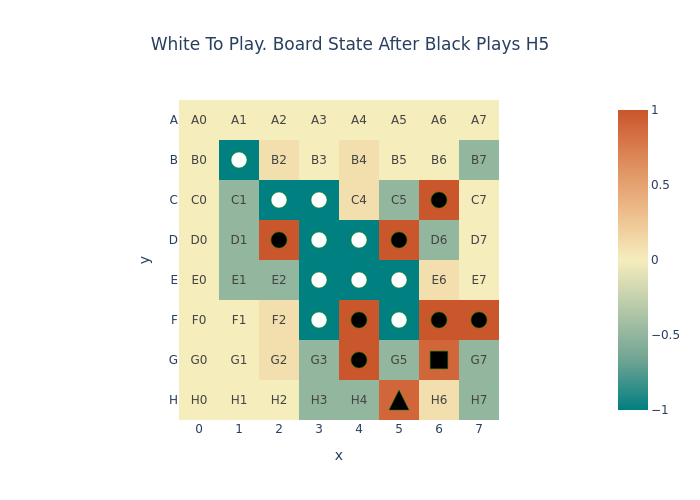 White To Play. Board State After Black Plays H5
A A0 A1 A2 A3 A4 A5 A6 A7
B B0 B2 B3 B4 B5 B6 B7
C C0 C1 C4 C5 C7
D D0 D1 D6 D7
E E0 E1 E2 E6 E7
F F0 F1 F2
G G0 G1 G2 G3 G5 G7
H H0 H1 H2 H3 H4 H6 H7
0 1 2 3 4 5 6 7
x
y
1
0.5
0
−0.5
−1